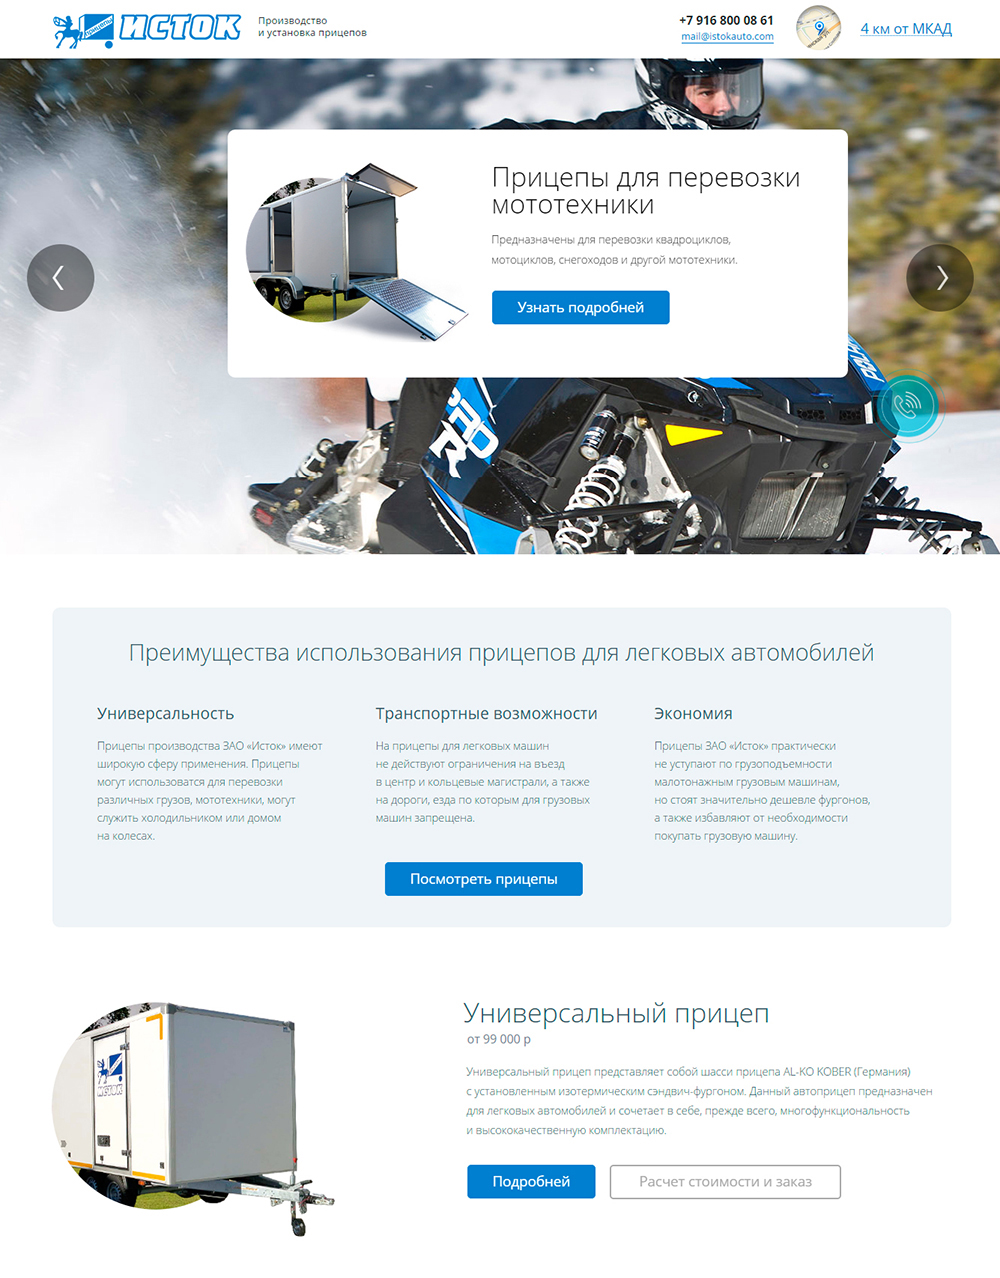 прицепы ИСТОК
Производство
и установка прицепов
+7 916 800 08 61
mail@istokauto.com
4 км от МКАД
Прицепы для перевозки
мототехники
Предназначены для перевозки квадроциклов,
мотоциклов, снегоходов и другой мототехники.
Узнать подробней
PRO
R
Преимущества использования прицепов для легковых автомобилей
Универсальность
Прицепы производства ЗАО «Исток» имеют
широкую сферу применения. Прицепы
могут использоватся для перевозки
различных грузов, мототехники, могут
служить холодильником или домом
на колесах.
Транспортные возможности
На прицепы для легковых машин
не действуют ограничения на въезд
в центр и кольцевые магистрали, а также
на дороги, езда по которым для грузовых
машин запрещена.
Экономия
Прицепы ЗАО «Исток» практически
не уступают по грузоподъемности
малотонажным грузовым машинам,
но стоят значительно дешевле фургонов,
а также избавляют от необходимости
покупать грузовую машину.
Посмотреть прицепы
ИСТОК
Универсальный прицеп
от 99 000 р
Универсальный прицеп представляет собой шасси прицепа AL-KO KOBER (Германия)
с установленным изотермическим сэндвич-фургоном. Данный автоприцеп предназначен
для легковых автомобилей и сочетает в себе, прежде всего, многофункциональность
и высококачественную комплектацию.
Подробней
Расчет стоимости и заказ